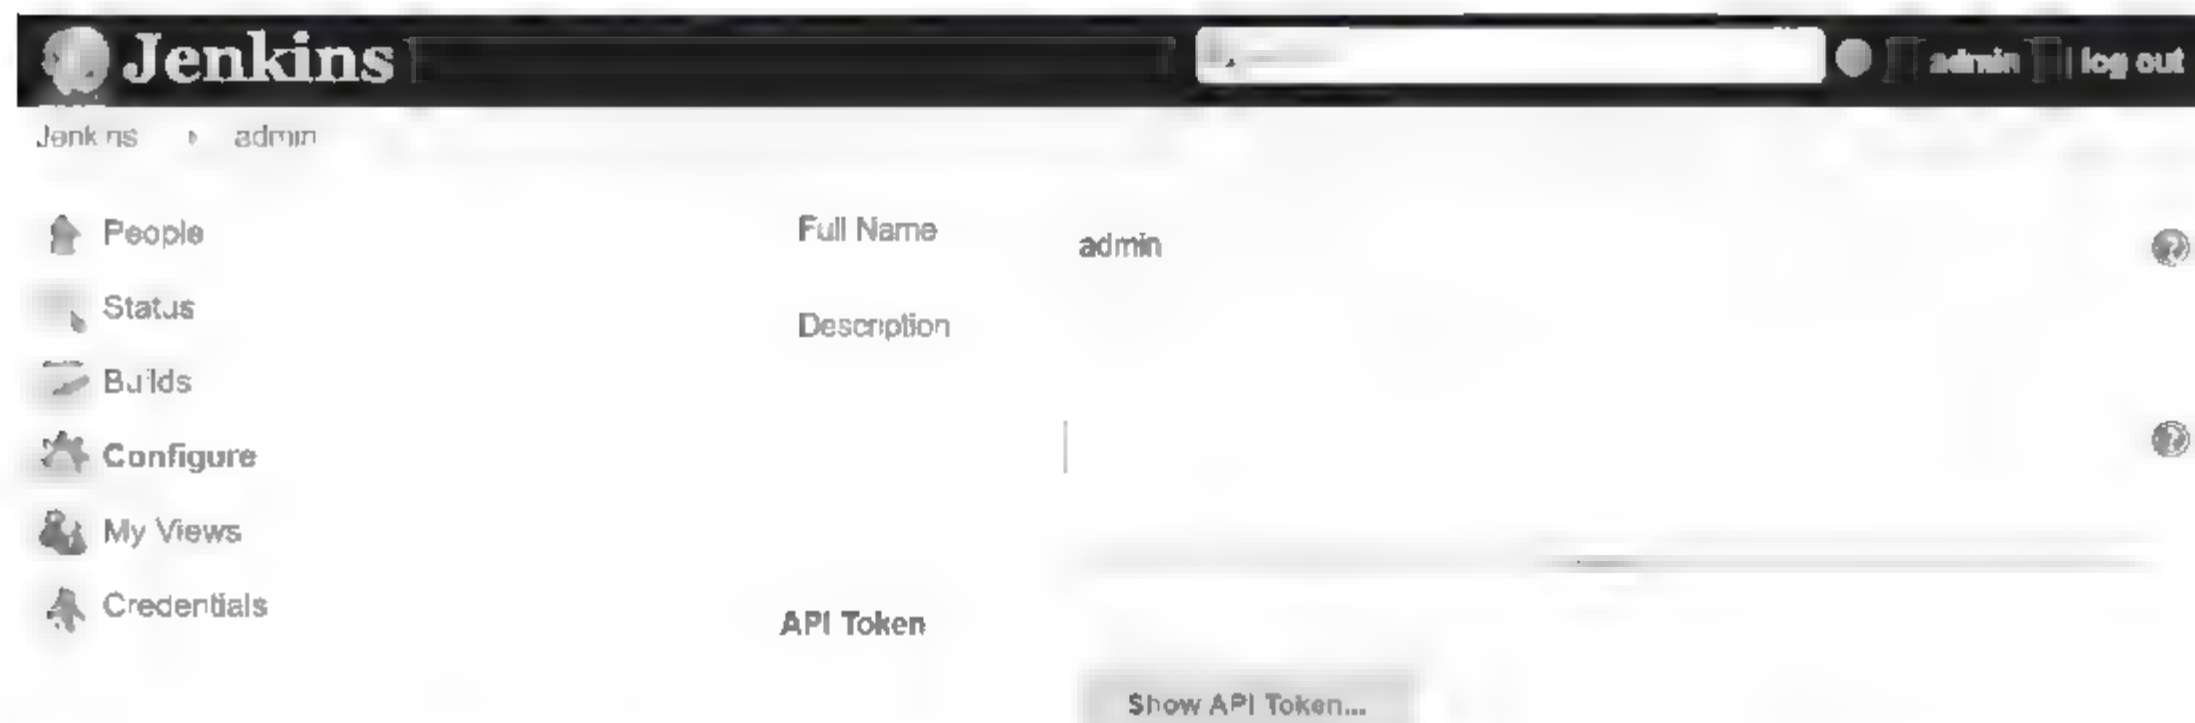 Jenkins
admin | log out
Jenkins ▸ admin
People
Status
Builds
Configure
My Views
Credentials
Full Name
admin
Description
API Token
Show API Token...